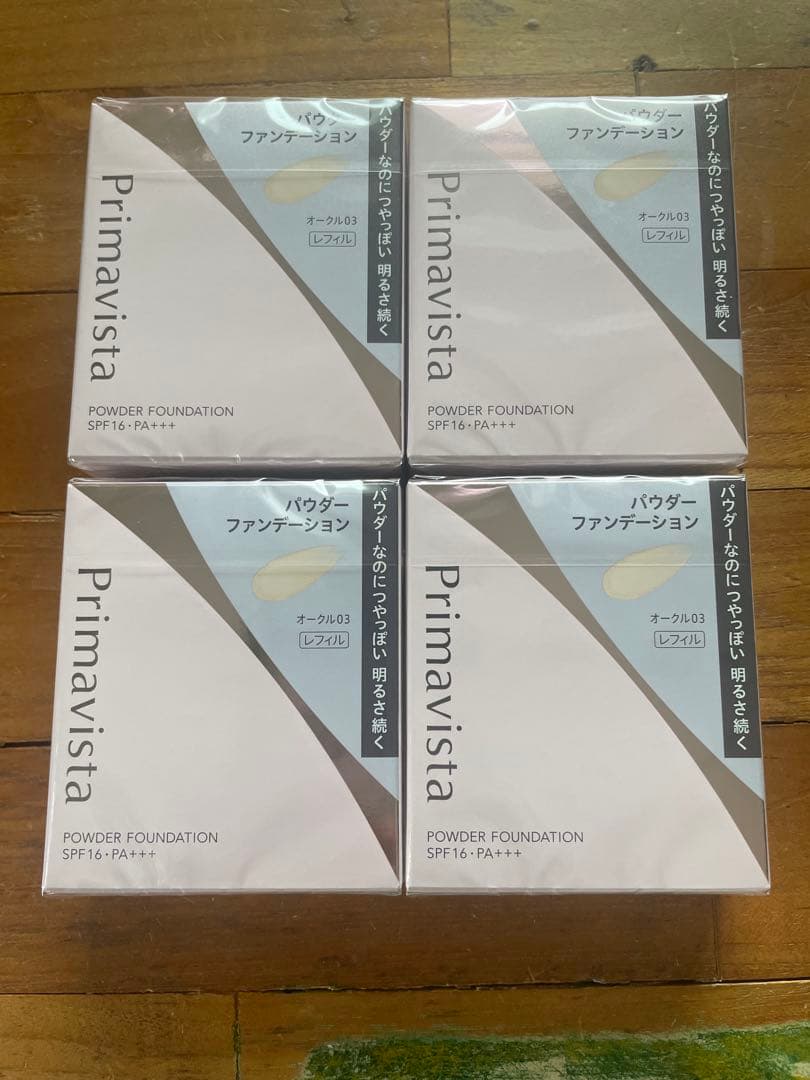 パウダー
ファンデーション
オークル03
レフィル
パウダーなのにつやっぽい 明るさ続く
Primavista
POWDER FOUNDATION
SPF16・PA+++
パウダー
ファンデーション
オークル03
レフィル
パウダーなのにつやっぽい 明るさ続く
Primavista
POWDER FOUNDATION
SPF16・PA+++
パウダー
ファンデーション
オークル03
レフィル
パウダーなのにつやっぽい 明るさ続く
Primavista
POWDER FOUNDATION
SPF16・PA+++
パウダー
ファンデーション
オークル03
レフィル
パウダーなのにつやっぽい 明るさ続く
Primavista
POWDER FOUNDATION
SPF16・PA+++